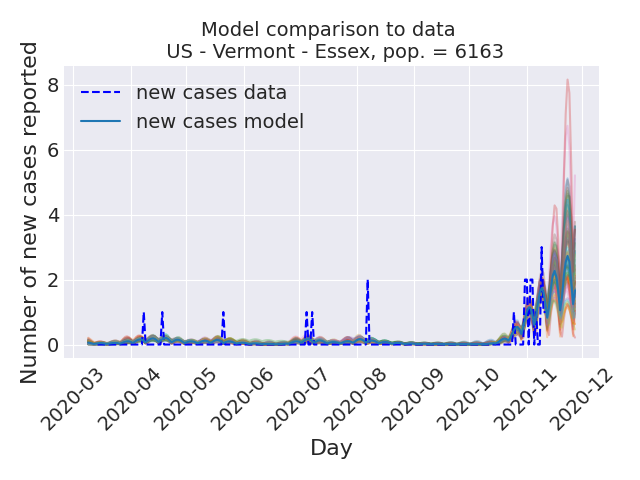 Model comparison to data
US - Vermont - Essex, pop. = 6163
Number of new cases reported
8
6
4
2
0
new cases data
new cases model
2020-03
2020-04
2020-05
2020-06
2020-07
2020-08
2020-09
2020-10
2020-11
2020-12
Day